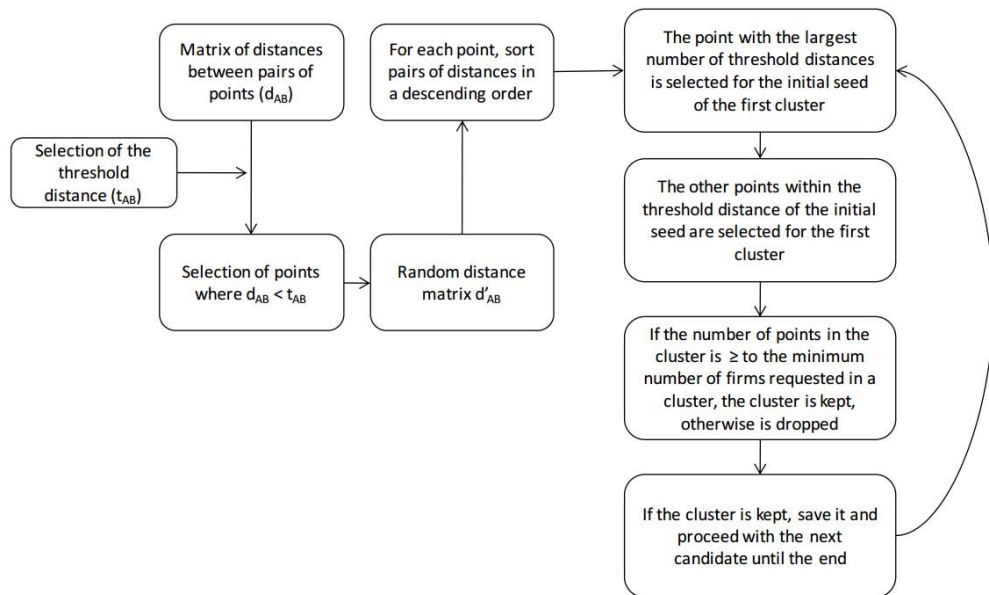 Matrix of distances
between pairs of
points (dAB)
Selection of the
threshold
distance (tAB)
Selection of points
where dAB < tAB
Random distance
matrix d'AB
For each point, sort
pairs of distances in
a descending order
The point with the largest
number of threshold distances
is selected for the initial seed
of the first cluster
The other points within the
threshold distance of the initial
seed are selected for the first
cluster
If the number of points in the
cluster is ≥ to the minimum
number of firms requested in a
cluster, the cluster is kept,
otherwise is dropped
If the cluster is kept, save it and
proceed with the next
candidate until the end